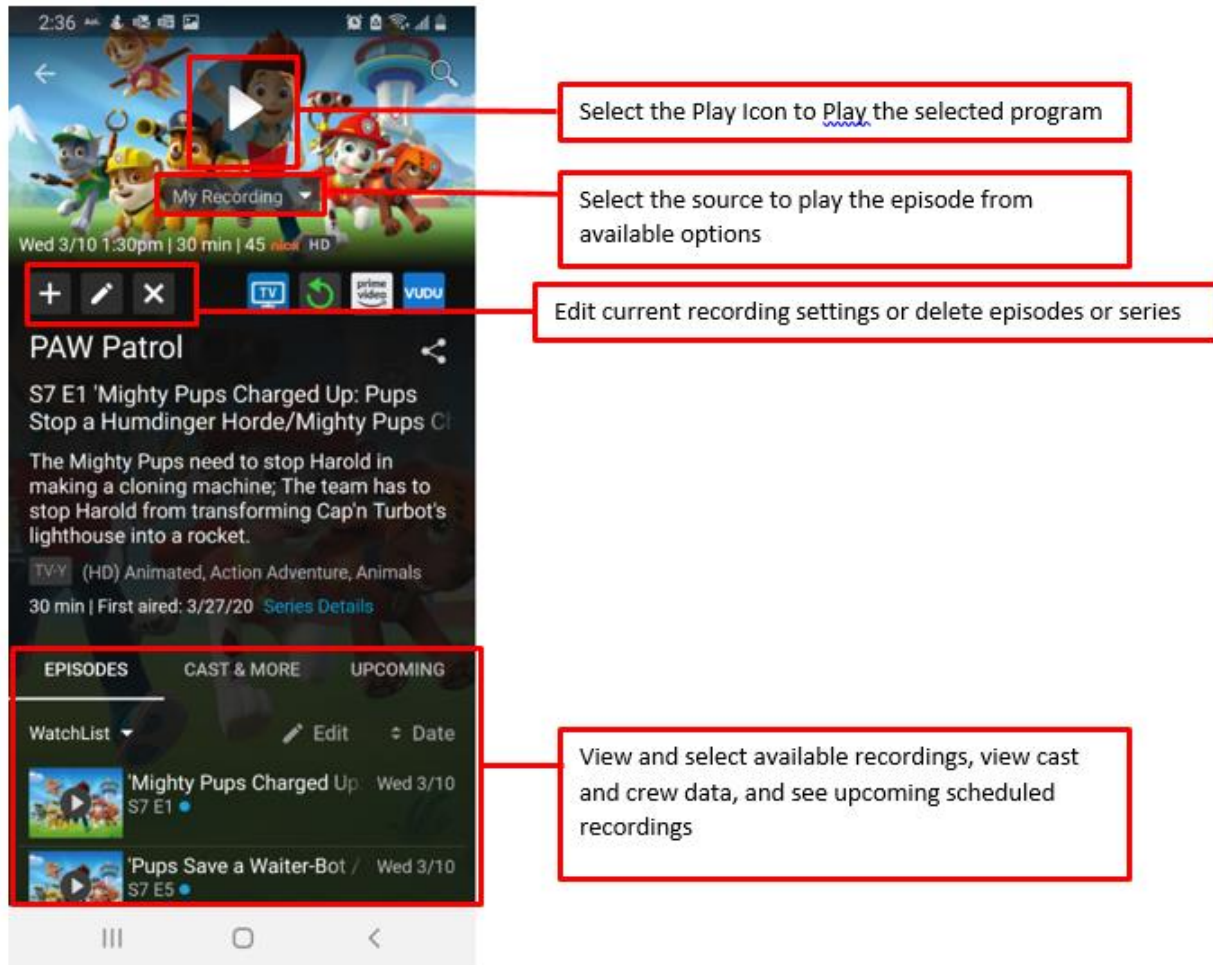 2:36
Select the Play Icon to Play the selected program
My Recording
Select the source to play the episode from
available options
Wed 3/10 1:30pm | 30 min | 45 nick HD
TV prime video VUDU
Edit current recording settings or delete episodes or series
PAW Patrol
S7 E1 'Mighty Pups Charged Up: Pups
Stop a Humdinger Horde/Mighty Pups C
The Mighty Pups need to stop Harold in
making a cloning machine; The team has to
stop Harold from transforming Cap'n Turbot's
lighthouse into a rocket.
TV-Y (HD) Animated, Action Adventure, Animals
30 min | First aired: 3/27/20 Series Details
EPISODES CAST & MORE UPCOMING
WatchList Edit Date
'Mighty Pups Charged Up: Wed 3/10
S7 E1
'Pups Save a Waiter-Bot / Wed 3/10
S7 E5
View and select available recordings, view cast
and crew data, and see upcoming scheduled
recordings